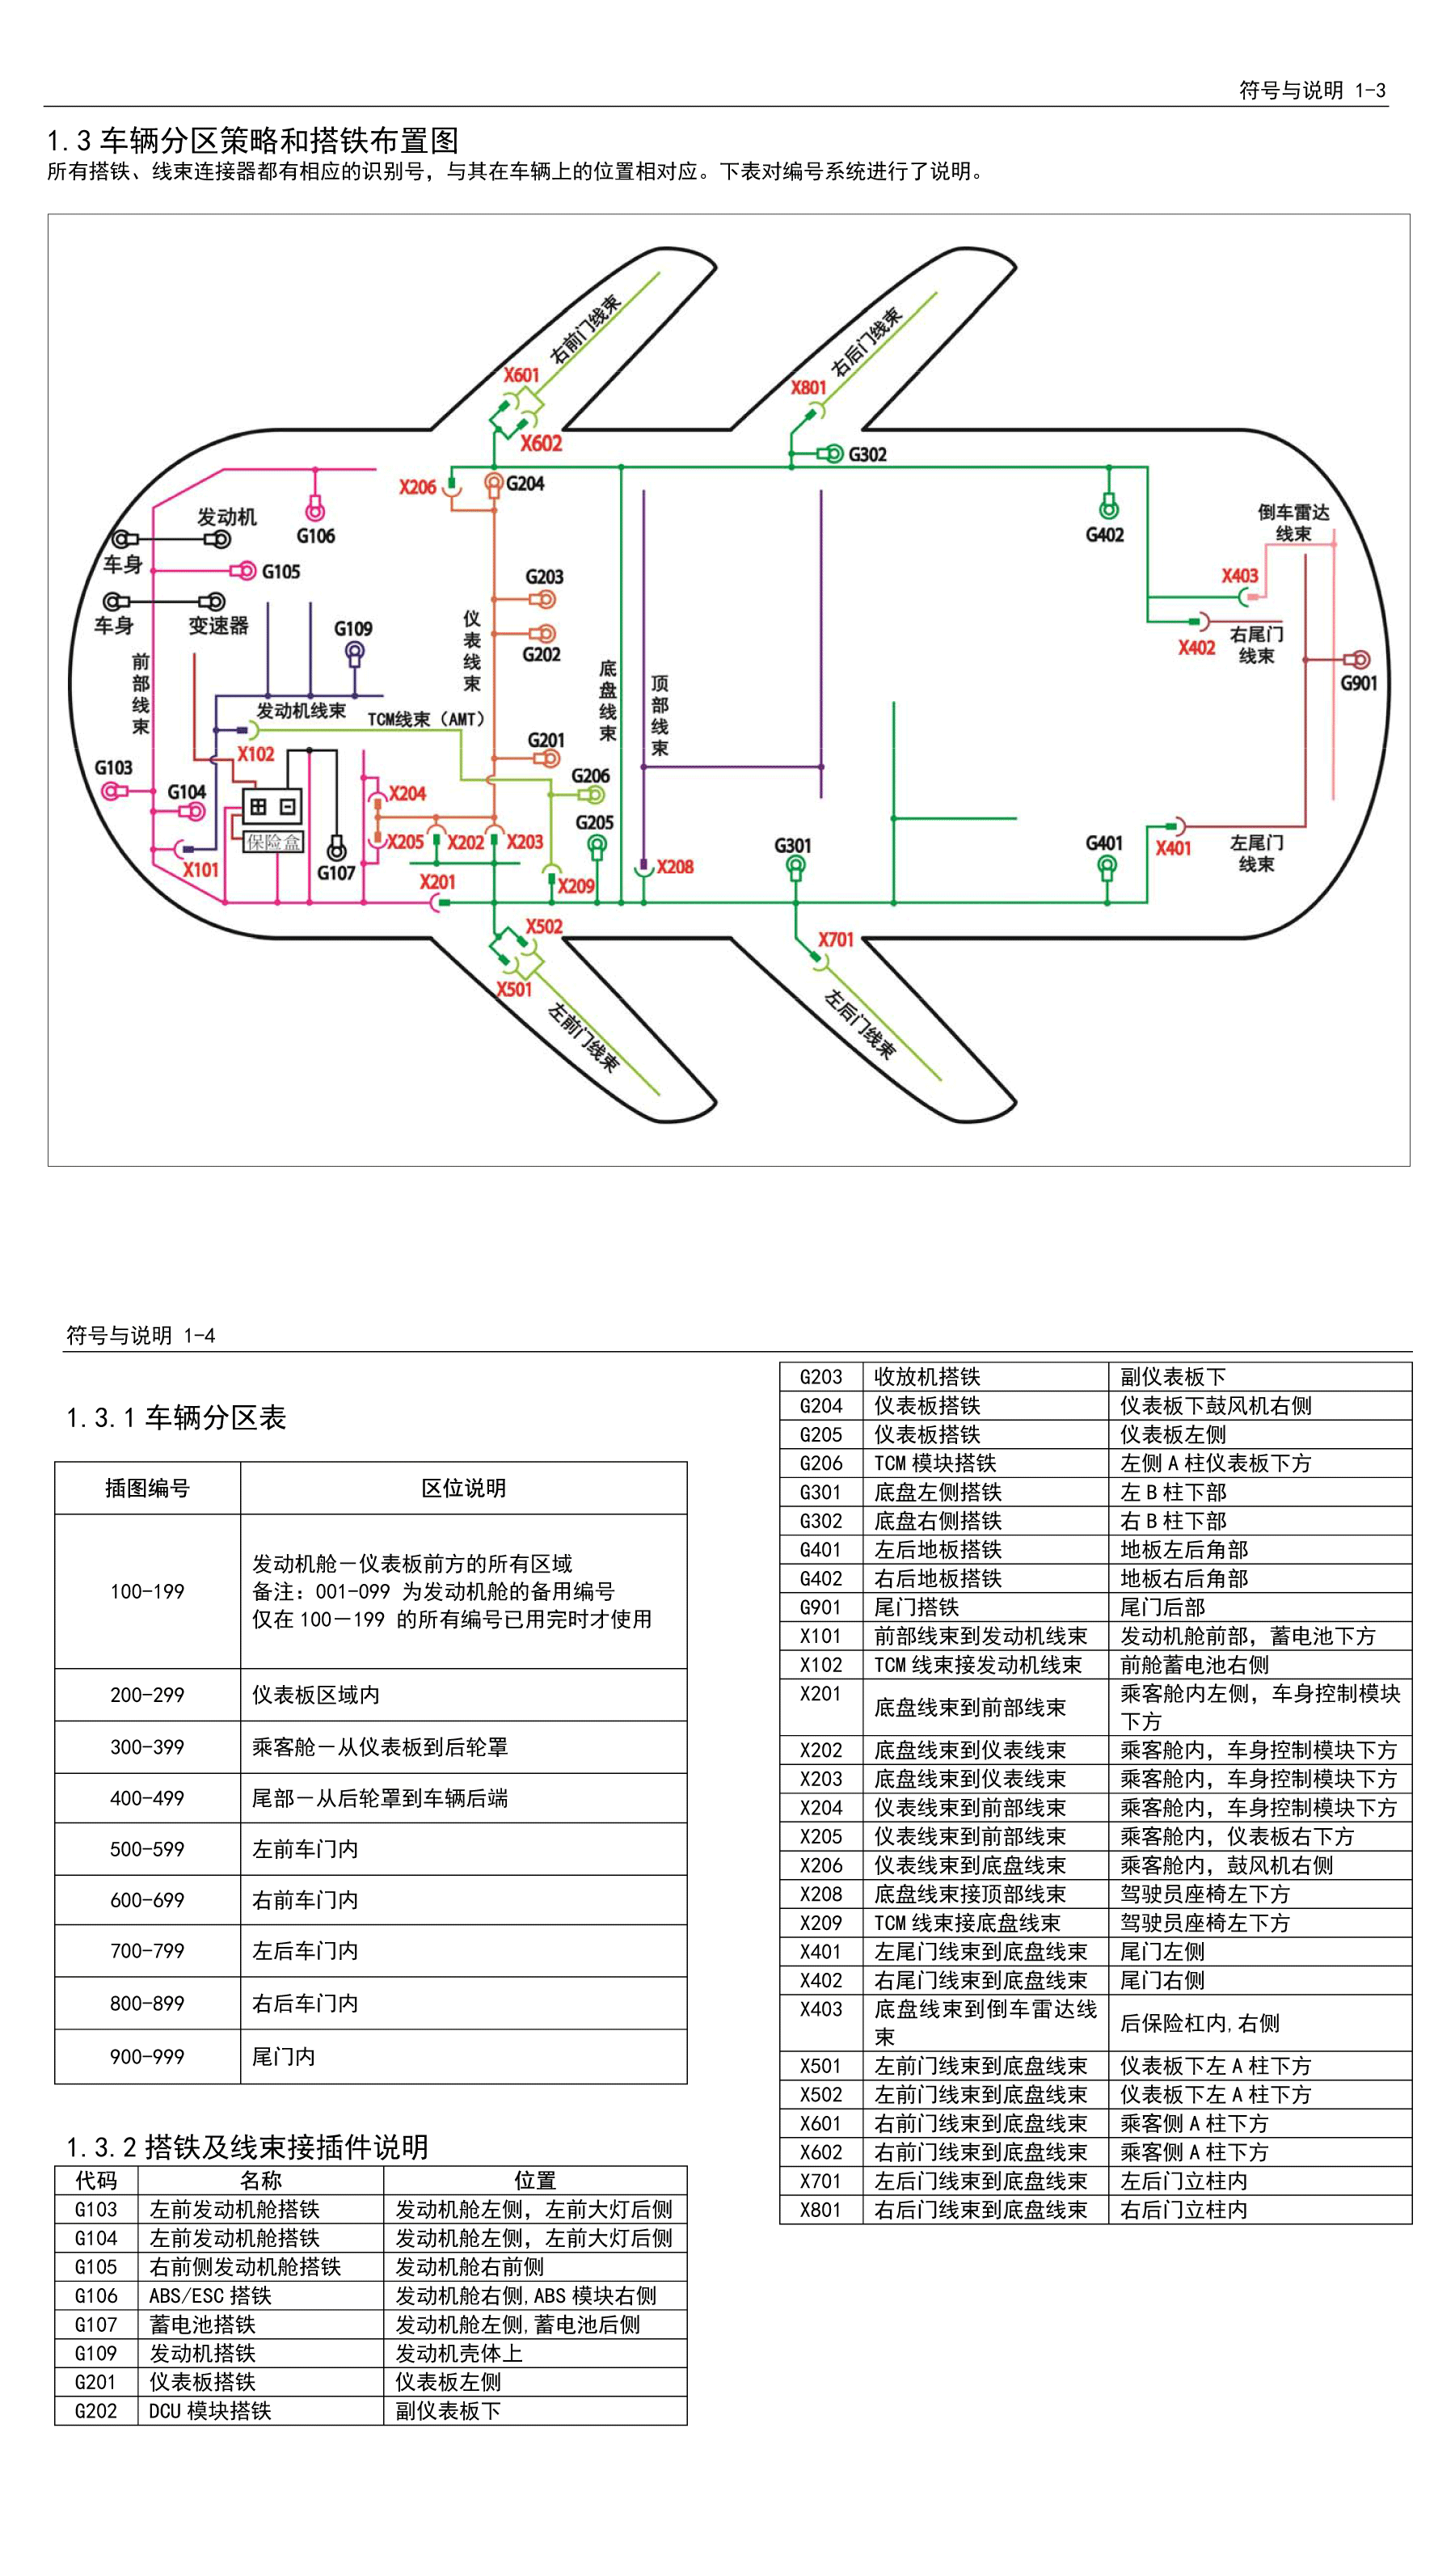 符号与说明 1-3
1.3 车辆分区策略和搭铁布置图
所有搭铁、线束连接器都有相应的识别号，与其在车辆上的位置相对应。下表对编号系统进行了说明。
右前门线束
右后门线束
X601
X801
X602
G302
X206
G204
发动机
G106
G402
倒车雷达
线束
车身
G105
G203
X403
车身
变速器
G109
仪表线束
G202
右尾门
线束
X402
前部线束
底盘线束
顶部线束
G901
发动机线束
TCM线束（AMT）
X102
G201
G103
G104
X204
G206
保险盒
X205
X202
X203
G205
G301
G401
X401
左尾门
线束
X101
G107
X201
X209
X208
X502
X701
X501
左前门线束
左后门线束
符号与说明 1-4
1.3.1 车辆分区表
插图编号 区位说明
100-199 发动机舱－仪表板前方的所有区域
备注：001-099 为发动机舱的备用编号
仅在 100－199 的所有编号已用完时才使用
200-299 仪表板区域内
300-399 乘客舱－从仪表板到后轮罩
400-499 尾部－从后轮罩到车辆后端
500-599 左前车门内
600-699 右前车门内
700-799 左后车门内
800-899 右后车门内
900-999 尾门内
1.3.2 搭铁及线束接插件说明
代码 名称 位置
G103 左前发动机舱搭铁 发动机舱左侧，左前大灯后侧
G104 左前发动机舱搭铁 发动机舱左侧，左前大灯后侧
G105 右前侧发动机舱搭铁 发动机舱右前侧
G106 ABS/ESC 搭铁 发动机舱右侧,ABS 模块右侧
G107 蓄电池搭铁 发动机舱左侧,蓄电池后侧
G109 发动机搭铁 发动机壳体上
G201 仪表板搭铁 仪表板左侧
G202 DCU 模块搭铁 副仪表板下
G203 收放机搭铁 副仪表板下
G204 仪表板搭铁 仪表板下鼓风机右侧
G205 仪表板搭铁 仪表板左侧
G206 TCM 模块搭铁 左侧 A 柱仪表板下方
G301 底盘左侧搭铁 左 B 柱下部
G302 底盘右侧搭铁 右 B 柱下部
G401 左后地板搭铁 地板左后角部
G402 右后地板搭铁 地板右后角部
G901 尾门搭铁 尾门后部
X101 前部线束到发动机线束 发动机舱前部，蓄电池下方
X102 TCM 线束接发动机线束 前舱蓄电池右侧
X201 底盘线束到前部线束 乘客舱内左侧，车身控制模块
下方
X202 底盘线束到仪表线束 乘客舱内，车身控制模块下方
X203 底盘线束到仪表线束 乘客舱内，车身控制模块下方
X204 仪表线束到前部线束 乘客舱内，车身控制模块下方
X205 仪表线束到前部线束 乘客舱内，仪表板右下方
X206 仪表线束到底盘线束 乘客舱内，鼓风机右侧
X208 底盘线束接顶部线束 驾驶员座椅左下方
X209 TCM 线束接底盘线束 驾驶员座椅左下方
X401 左尾门线束到底盘线束 尾门左侧
X402 右尾门线束到底盘线束 尾门右侧
X403 底盘线束到倒车雷达线
束 后保险杠内,右侧
X501 左前门线束到底盘线束 仪表板下左 A 柱下方
X502 左前门线束到底盘线束 仪表板下左 A 柱下方
X601 右前门线束到底盘线束 乘客侧 A 柱下方
X602 右前门线束到底盘线束 乘客侧 A 柱下方
X701 左后门线束到底盘线束 左后门立柱内
X801 右后门线束到底盘线束 右后门立柱内